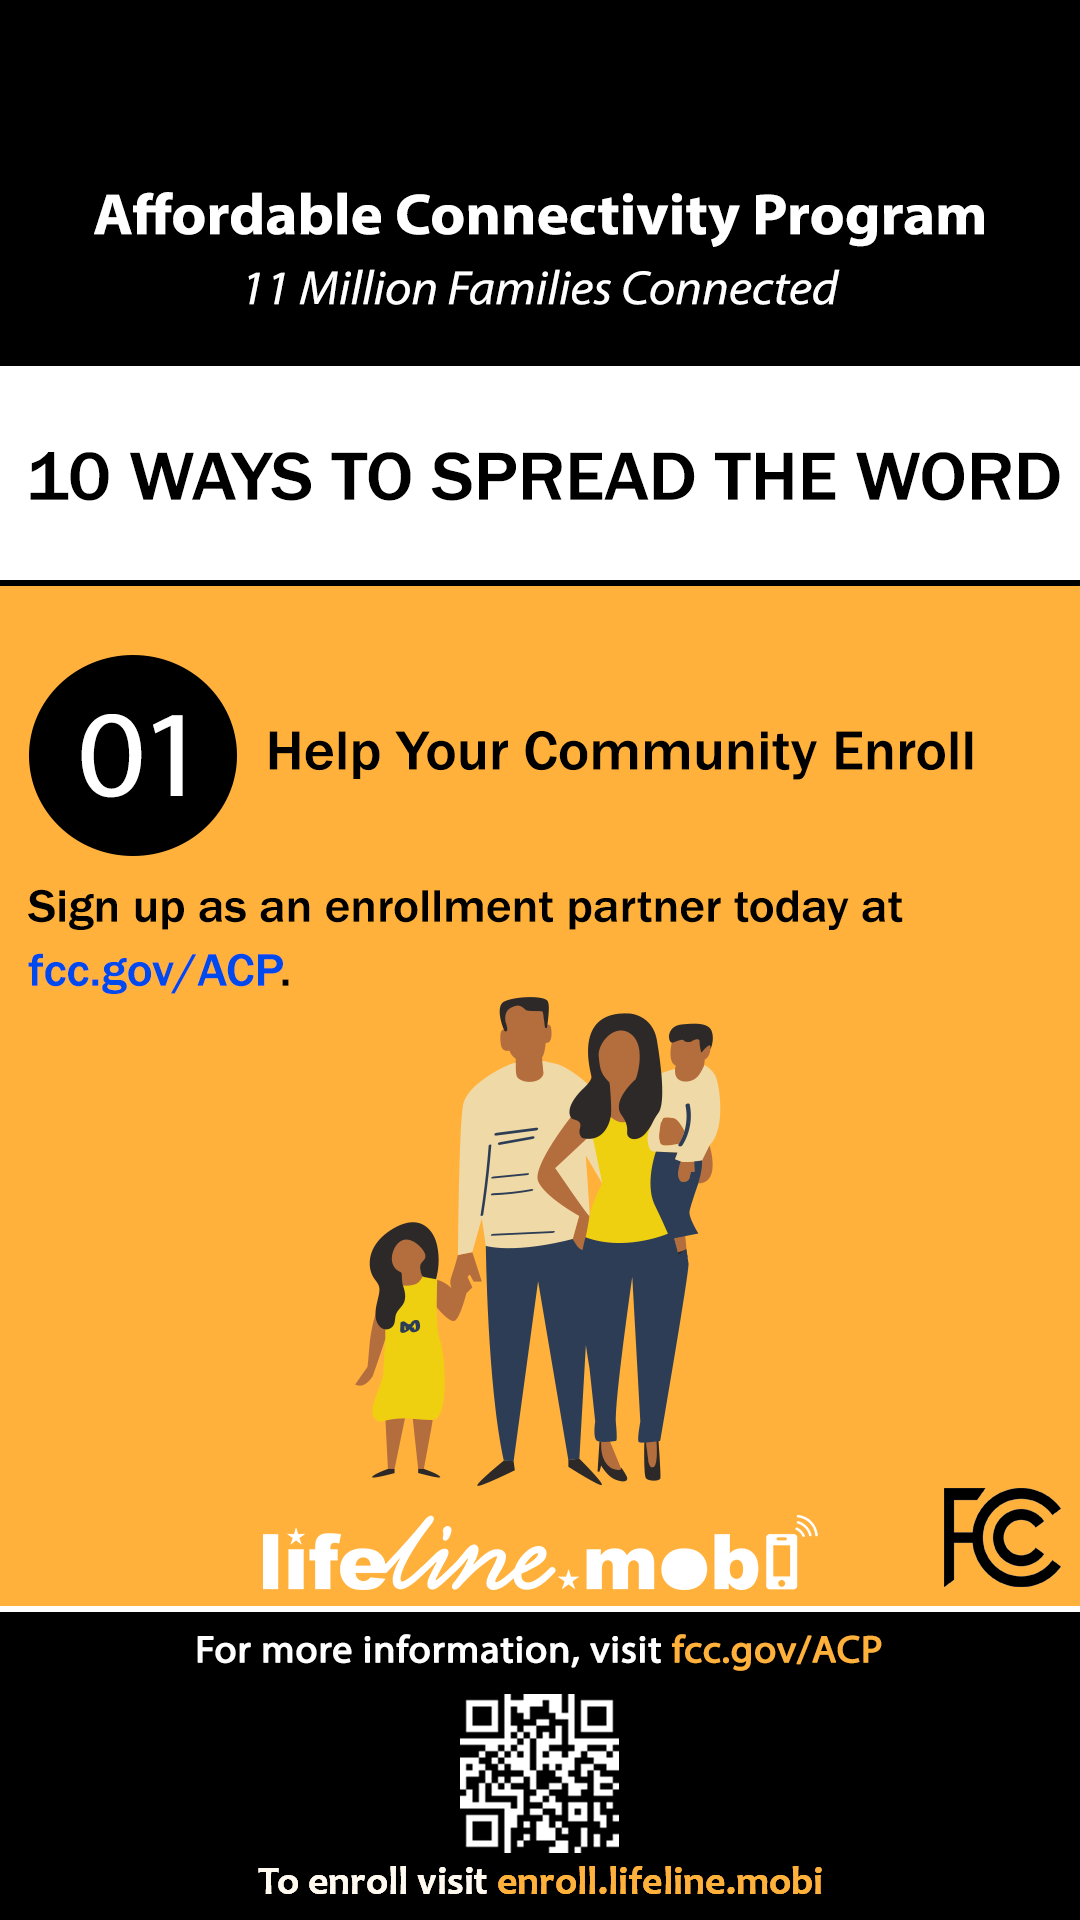 Affordable Connectivity Program
11 Million Families Connected
10 WAYS TO SPREAD THE WORD
01
Help Your Community Enroll
Sign up as an enrollment partner today at
fcc.gov/ACP.
lifeline.mobi
FCC
For more information, visit fcc.gov/ACP
To enroll visit enroll.lifeline.mobi